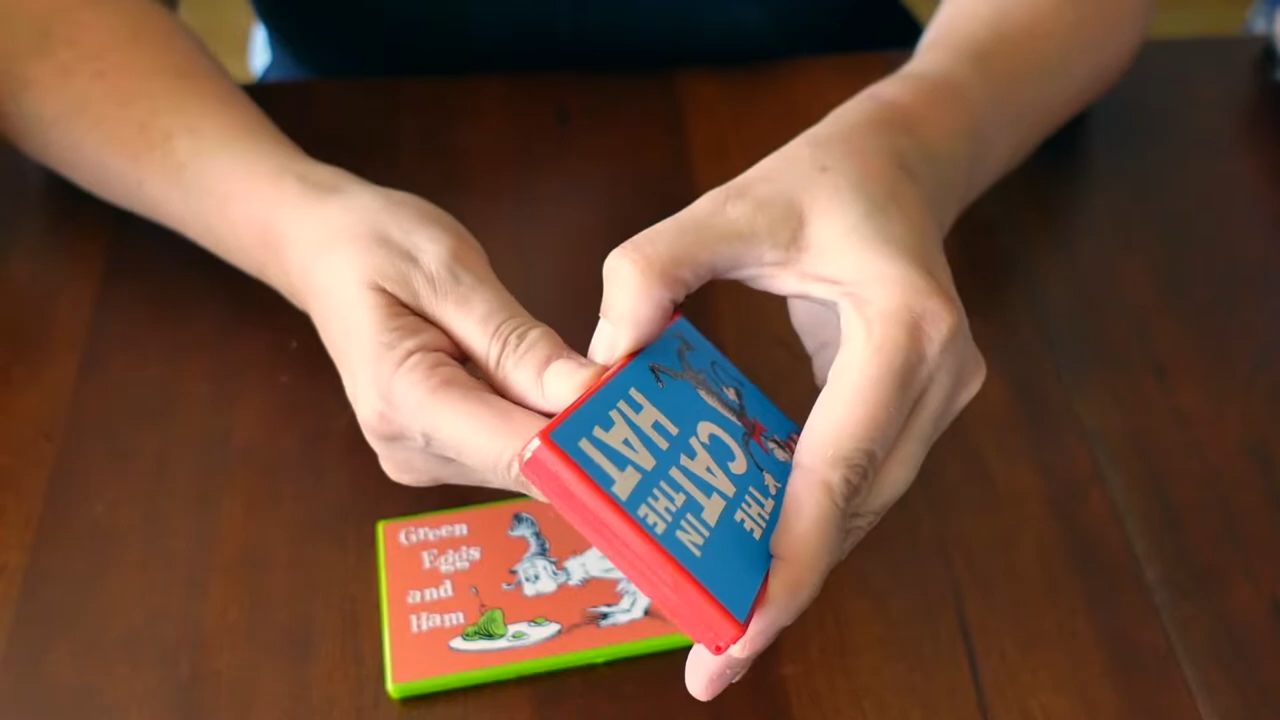 THE
CAT
IN
THE
HAT
Green
Eggs
and
Ham